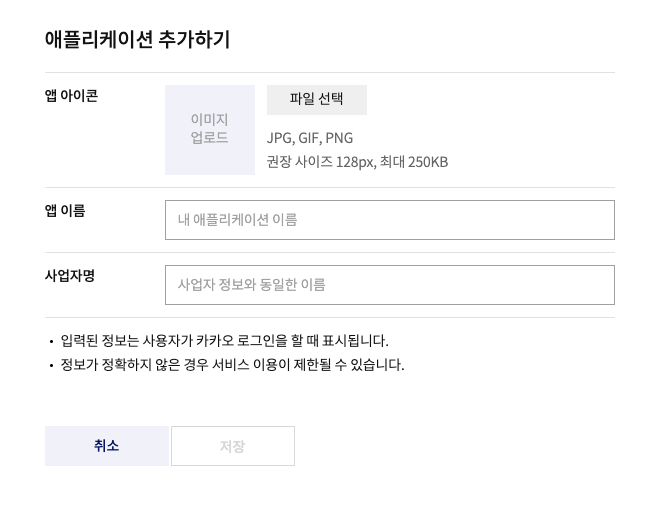 애플리케이션 추가하기
앱 아이콘
이미지
업로드
파일 선택
JPG, GIF, PNG
권장 사이즈 128px, 최대 250KB
앱 이름
내 애플리케이션 이름
사업자명
사업자 정보와 동일한 이름
• 입력된 정보는 사용자가 카카오 로그인을 할 때 표시됩니다.
• 정보가 정확하지 않은 경우 서비스 이용이 제한될 수 있습니다.
취소
저장